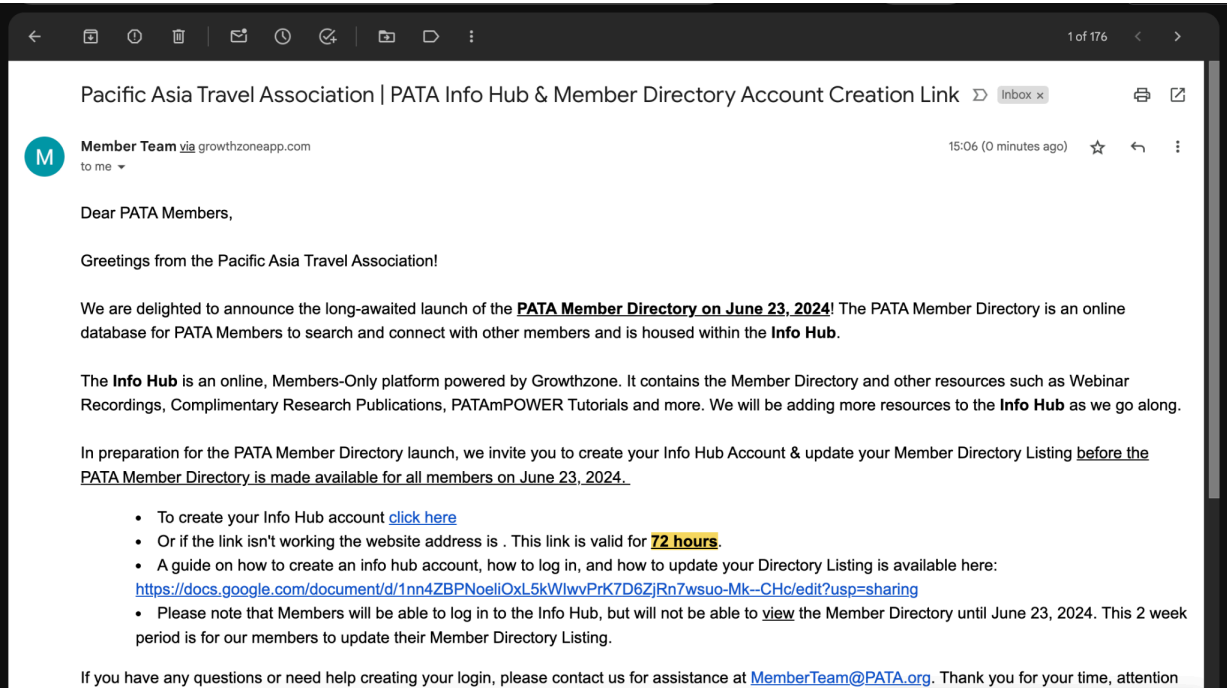 1 of 176
Pacific Asia Travel Association | PATA Info Hub & Member Directory Account Creation Link
Inbox ×
M
Member Team via growthzoneapp.com
15:06 (0 minutes ago)
to me
Dear PATA Members,
Greetings from the Pacific Asia Travel Association!
We are delighted to announce the long-awaited launch of the PATA Member Directory on June 23, 2024! The PATA Member Directory is an online
database for PATA Members to search and connect with other members and is housed within the Info Hub.
The Info Hub is an online, Members-Only platform powered by Growthzone. It contains the Member Directory and other resources such as Webinar
Recordings, Complimentary Research Publications, PATAmPOWER Tutorials and more. We will be adding more resources to the Info Hub as we go along.
In preparation for the PATA Member Directory launch, we invite you to create your Info Hub Account & update your Member Directory Listing before the
PATA Member Directory is made available for all members on June 23, 2024.
• To create your Info Hub account click here
• Or if the link isn't working the website address is . This link is valid for 72 hours.
• A guide on how to create an info hub account, how to log in, and how to update your Directory Listing is available here:
https://docs.google.com/document/d/1nn4ZBPNoeliOxL5kWlwvPrK7D6ZjRn7wsuo-Mk--CHc/edit?usp=sharing
• Please note that Members will be able to log in to the Info Hub, but will not be able to view the Member Directory until June 23, 2024. This 2 week
period is for our members to update their Member Directory Listing.
If you have any questions or need help creating your login, please contact us for assistance at MemberTeam@PATA.org. Thank you for your time, attention